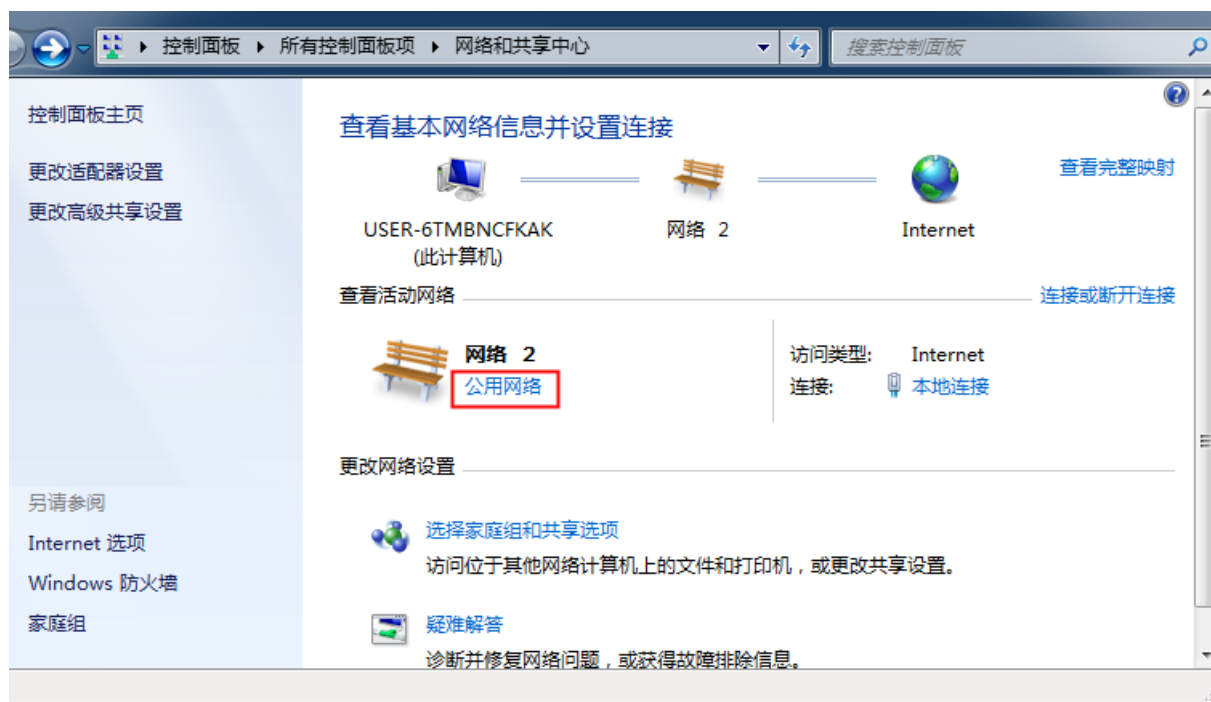 控制面板 ▸ 所有控制面板项 ▸ 网络和共享中心
搜索控制面板
控制面板主页
更改适配器设置
更改高级共享设置
查看基本网络信息并设置连接
查看完整映射
USER-6TMBNCFKAK
(此计算机)
网络 2
Internet
查看活动网络
连接或断开连接
网络 2
公用网络
访问类型: Internet
连接: 本地连接
更改网络设置
选择家庭组和共享选项
访问位于其他网络计算机上的文件和打印机，或更改共享设置。
疑难解答
诊断并修复网络问题，或获得故障排除信息。
另请参阅
Internet 选项
Windows 防火墙
家庭组